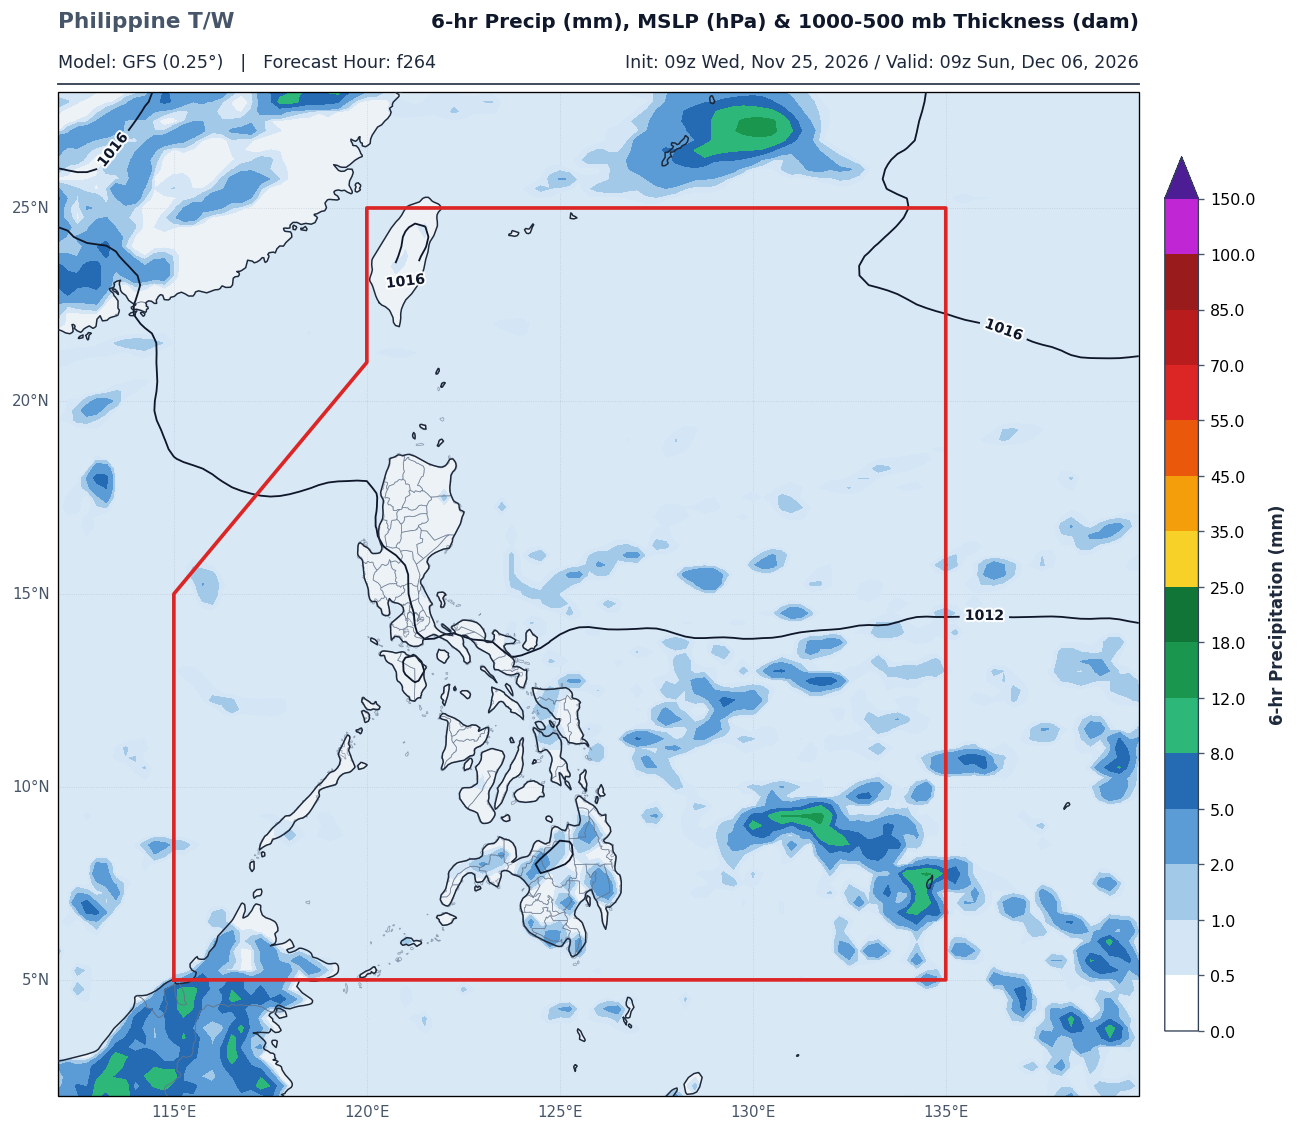 Philippine T/W
6-hr Precip (mm), MSLP (hPa) & 1000-500 mb Thickness (dam)
Model: GFS (0.25°) | Forecast Hour: f264
Init: 09z Wed, Nov 25, 2026 / Valid: 09z Sun, Dec 06, 2026
1016
25°N
1016
1016
20°N
15°N
1012
10°N
5°N
115°E
120°E
125°E
130°E
135°E
150.0
100.0
85.0
70.0
55.0
45.0
35.0
25.0
18.0
12.0
8.0
5.0
2.0
1.0
0.5
0.0
6-hr Precipitation (mm)